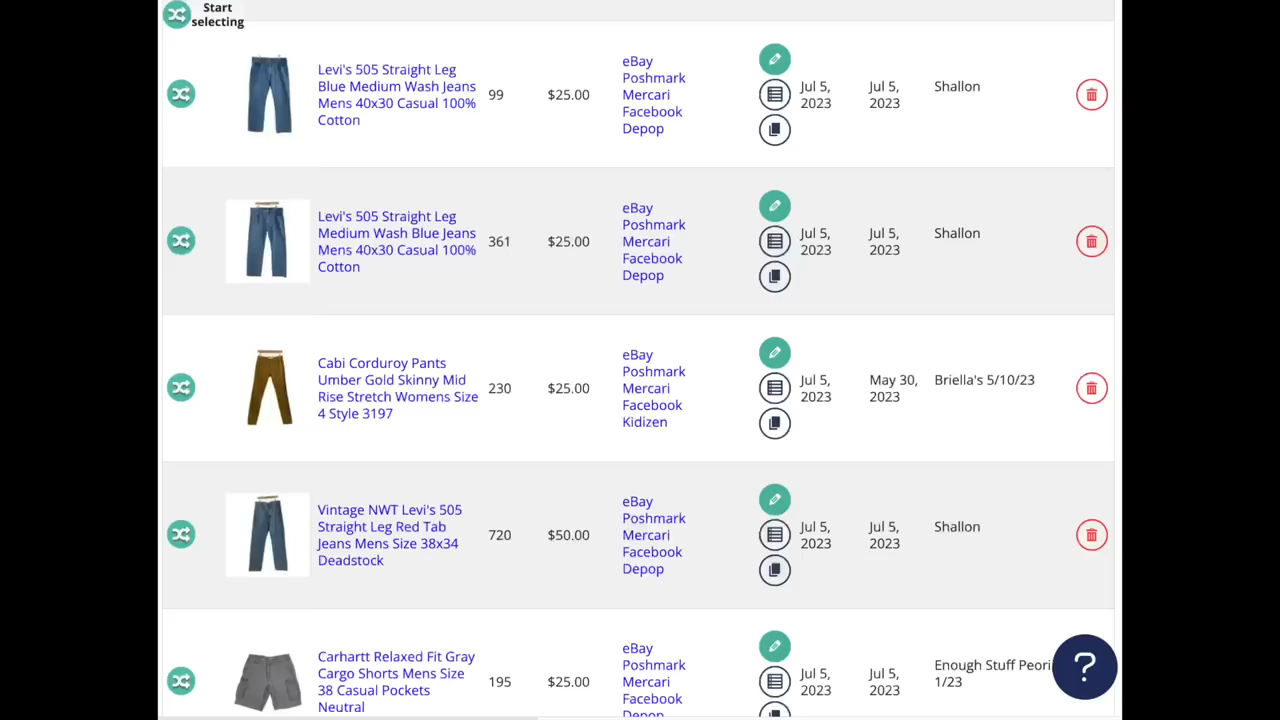 Start
selecting
Levi's 505 Straight Leg
Blue Medium Wash Jeans
Mens 40x30 Casual 100%
Cotton
99
$25.00
eBay
Poshmark
Mercari
Facebook
Depop
Jul 5,
2023
Jul 5,
2023
Shallon
Levi's 505 Straight Leg
Medium Wash Blue Jeans
Mens 40x30 Casual 100%
Cotton
361
$25.00
eBay
Poshmark
Mercari
Facebook
Depop
Jul 5,
2023
Jul 5,
2023
Shallon
Cabi Corduroy Pants
Umber Gold Skinny Mid
Rise Stretch Womens Size
4 Style 3197
230
$25.00
eBay
Poshmark
Mercari
Facebook
Kidizen
Jul 5,
2023
May 30,
2023
Briella's 5/10/23
Vintage NWT Levi's 505
Straight Leg Red Tab
Jeans Mens Size 38x34
Deadstock
720
$50.00
eBay
Poshmark
Mercari
Facebook
Depop
Jul 5,
2023
Jul 5,
2023
Shallon
Carhartt Relaxed Fit Gray
Cargo Shorts Mens Size
38 Casual Pockets
Neutral
195
$25.00
eBay
Poshmark
Mercari
Facebook
Depop
Jul 5,
2023
Jul 5,
2023
Enough Stuff Peori
1/23
?